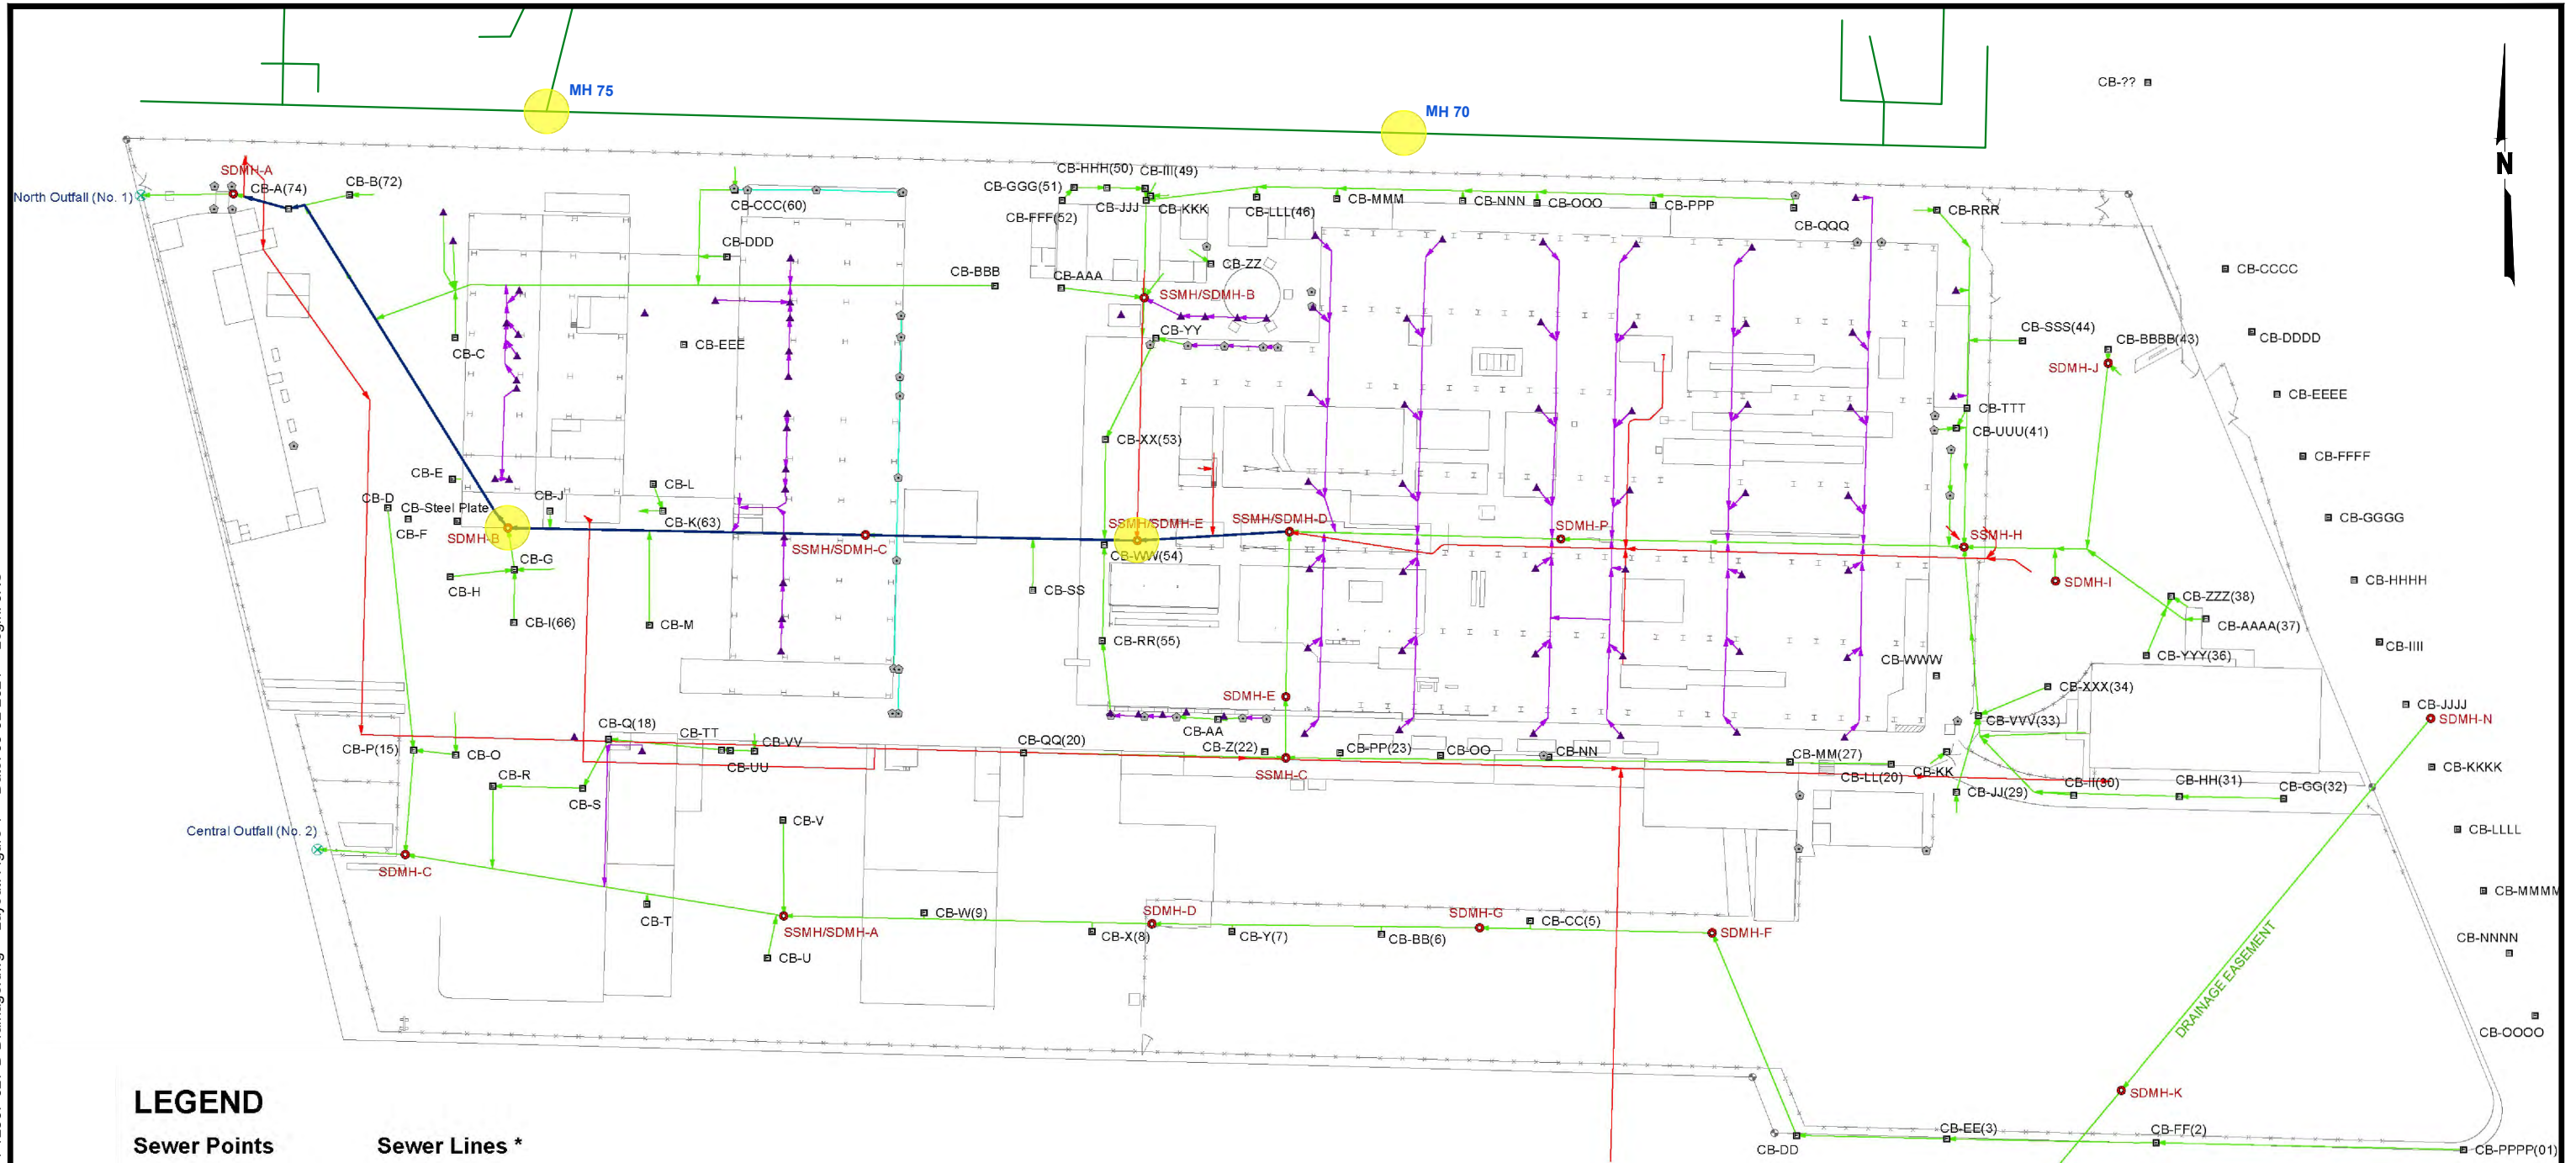 MH 75
MH 70
CB-??
N
SDMH-A
CB-A(74)
CB-B(72)
North Outfall (No. 1)
CB-CCC(60)
CB-DDD
CB-BBB
CB-HHH(50)
CB-III(49)
CB-GGG(51)
CB-JJJ
CB-KKK
CB-FFF(52)
CB-LLL(46)
CB-MMM
CB-NNN
CB-OOO
CB-PPP
CB-QQQ
CB-RRR
CB-ZZ
CB-AAA
SSMH/SDMH-B
CB-YY
CB-CCCC
CB-SSS(44)
CB-BBBB(43)
CB-DDDD
SDMH-J
CB-C
CB-EEE
CB-EEEE
CB-TTT
CB-UUU(41)
CB-XX(53)
CB-FFFF
CB-E
CB-L
CB-D
CB-J
CB-Steel Plate
CB-K(63)
CB-F
SDMH-B
SSMH/SDMH-C
SSMH/SDMH-E
SSMH/SDMH-D
CB-WW(54)
SDMH-P
SSMH-H
CB-GGGG
CB-G
CB-H
CB-SS
SDMH-I
CB-HHHH
CB-I(66)
CB-M
CB-ZZZ(38)
CB-AAAA(37)
CB-RR(55)
CB-IIII
CB-YYY(36)
CB-WWW
CB-XXX(34)
SDMH-E
CB-JJJJ
SDMH-N
CB-VVV(33)
CB-Q(18)
CB-TT
CB-VV
CB-UU
CB-AA
CB-P(15)
CB-O
CB-QQ(20)
CB-Z(22)
CB-PP(23)
CB-OO
CB-NN
CB-MM(27)
CB-LL(20)
CB-KK
SSMH-C
CB-KKKK
CB-R
CB-S
CB-JJ(29)
CB-II(30)
CB-HH(31)
CB-GG(32)
CB-V
CB-LLLL
Central Outfall (No. 2)
SDMH-C
CB-MMMM
CB-T
SSMH/SDMH-A
CB-W(9)
SDMH-D
CB-X(8)
CB-Y(7)
CB-BB(6)
SDMH-G
CB-CC(5)
SDMH-F
CB-U
CB-NNNN
DRAINAGE EASEMENT
CB-OOOO
SDMH-K
CB-DD
CB-EE(3)
CB-FF(2)
CB-PPPP(01)
LEGEND
Sewer Points
Sewer Lines *